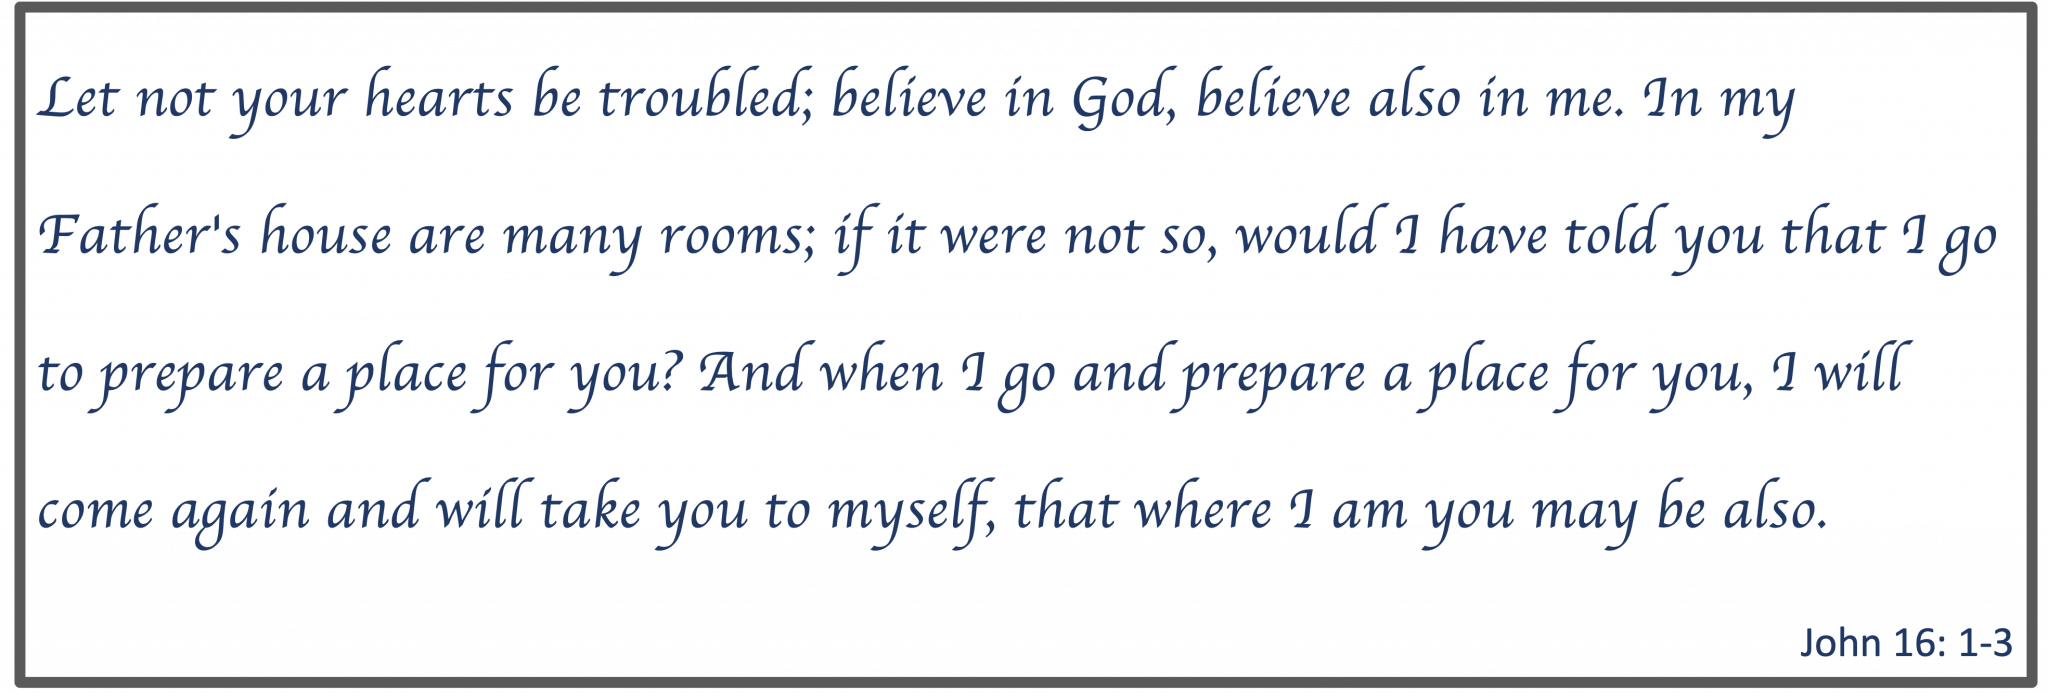 Let not your hearts be troubled; believe in God, believe also in me. In my
Father's house are many rooms; if it were not so, would I have told you that I go
to prepare a place for you? And when I go and prepare a place for you, I will
come again and will take you to myself, that where I am you may be also.
John 16: 1-3